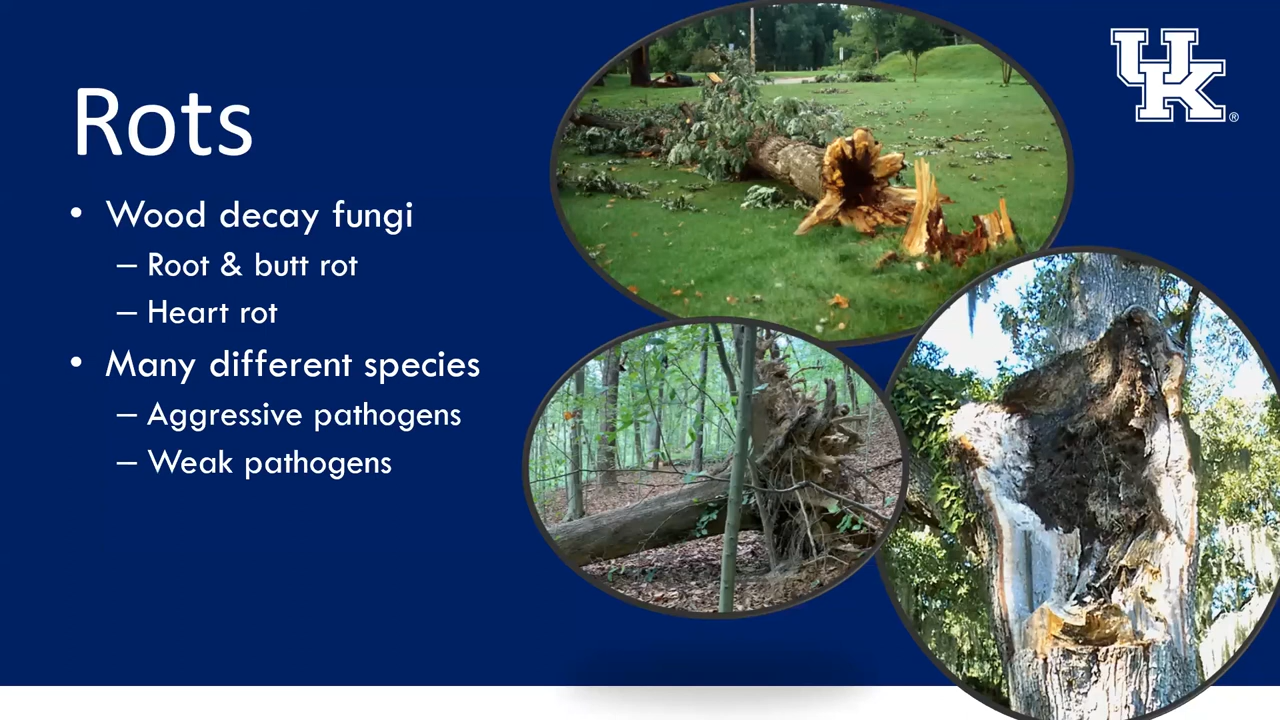 Rots
• Wood decay fungi
– Root & butt rot
– Heart rot
• Many different species
– Aggressive pathogens
– Weak pathogens
UK®